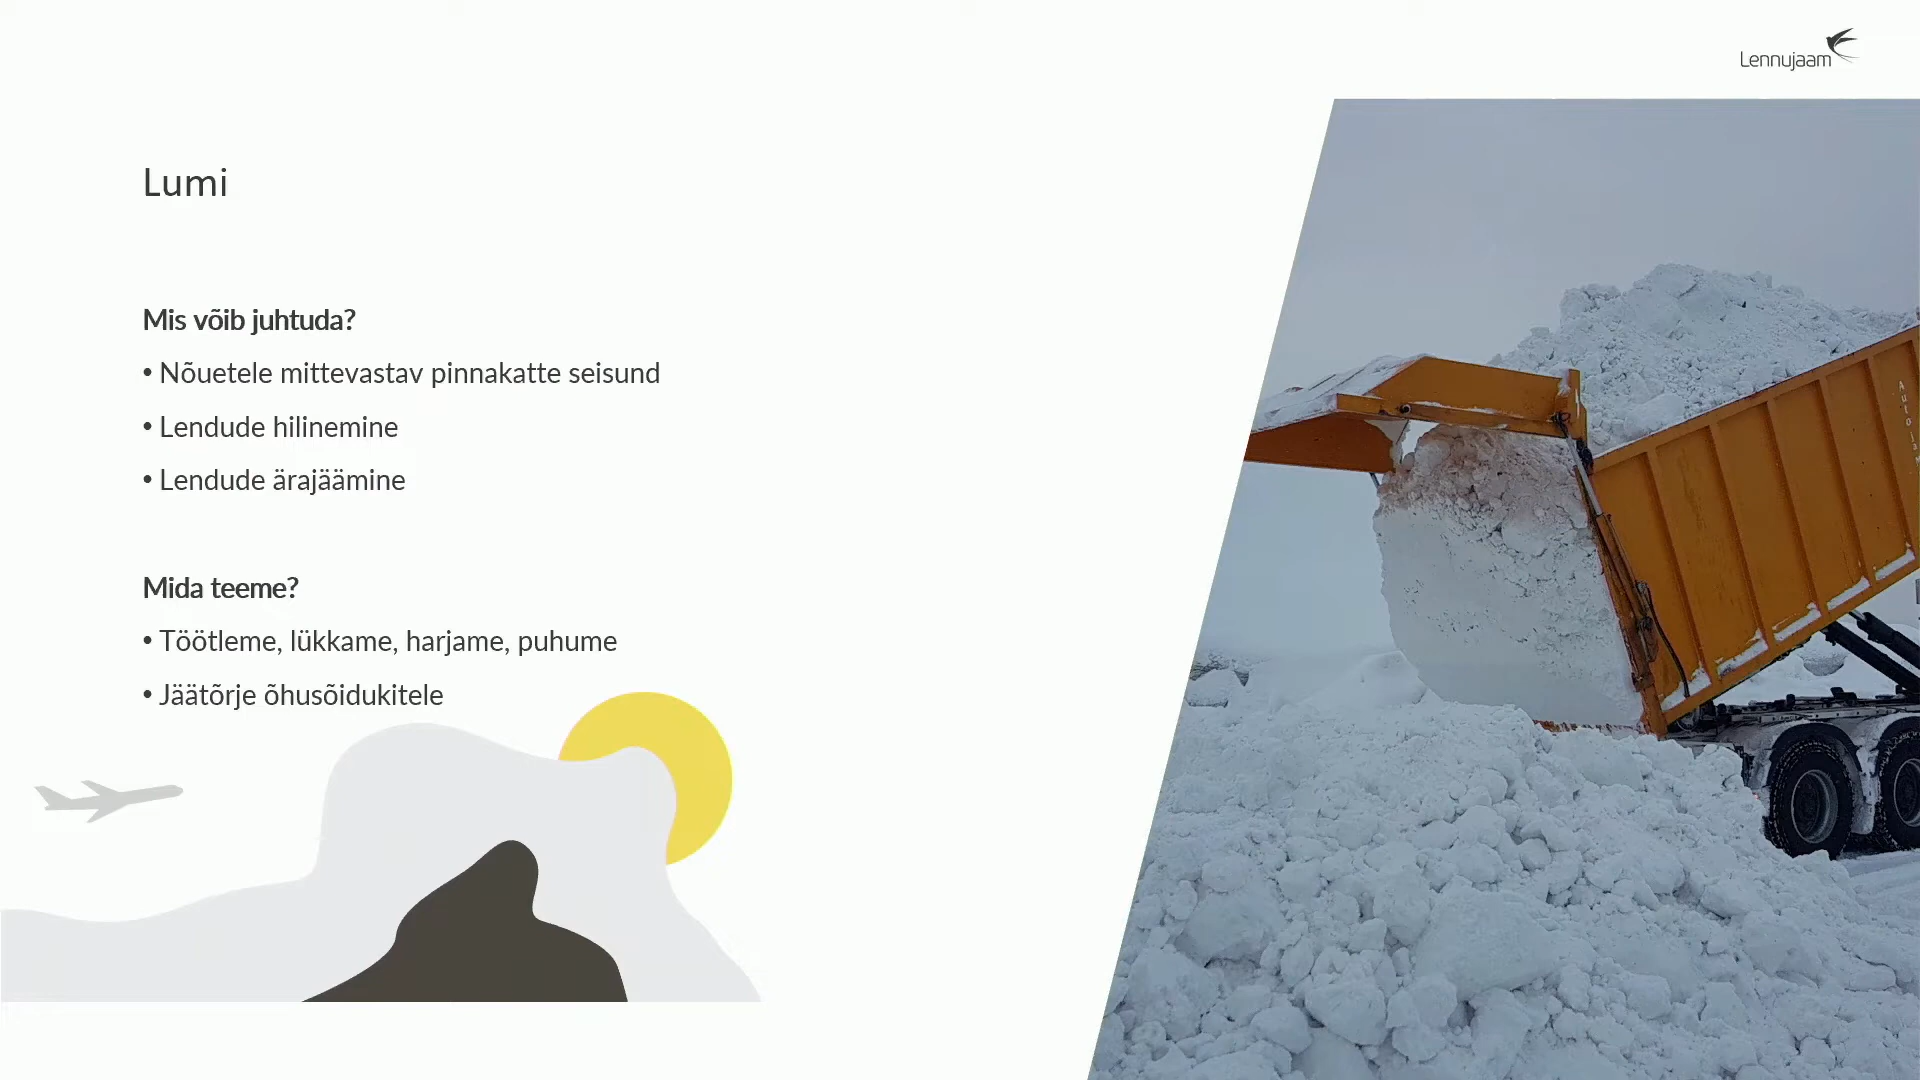 Lennujaam
Lumi
Mis võib juhtuda?
• Nõuetele mittevastav pinnakatte seisund
• Lendude hilinemine
• Lendude ärajäämine
Mida teeme?
• Töötleme, lükkame, harjame, puhume
• Jäätõrje õhusõidukitele